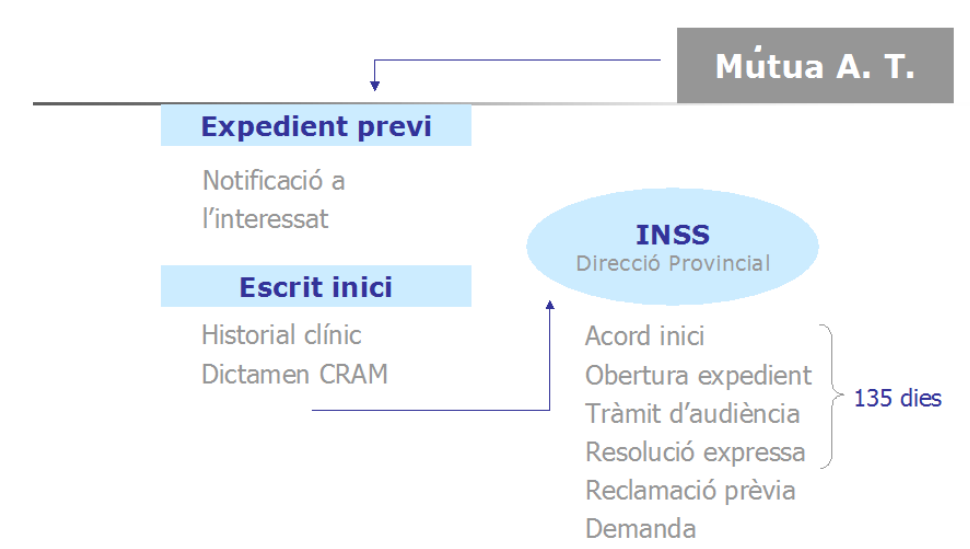 Mútua A. T.
Expedient previ
Notificació a
l’interessat
Escrit inici
Historial clínic
Dictamen CRAM
INSS
Direcció Provincial
Acord inici
Obertura expedient
Tràmit d’audiència
Resolució expressa
135 dies
Reclamació prèvia
Demanda